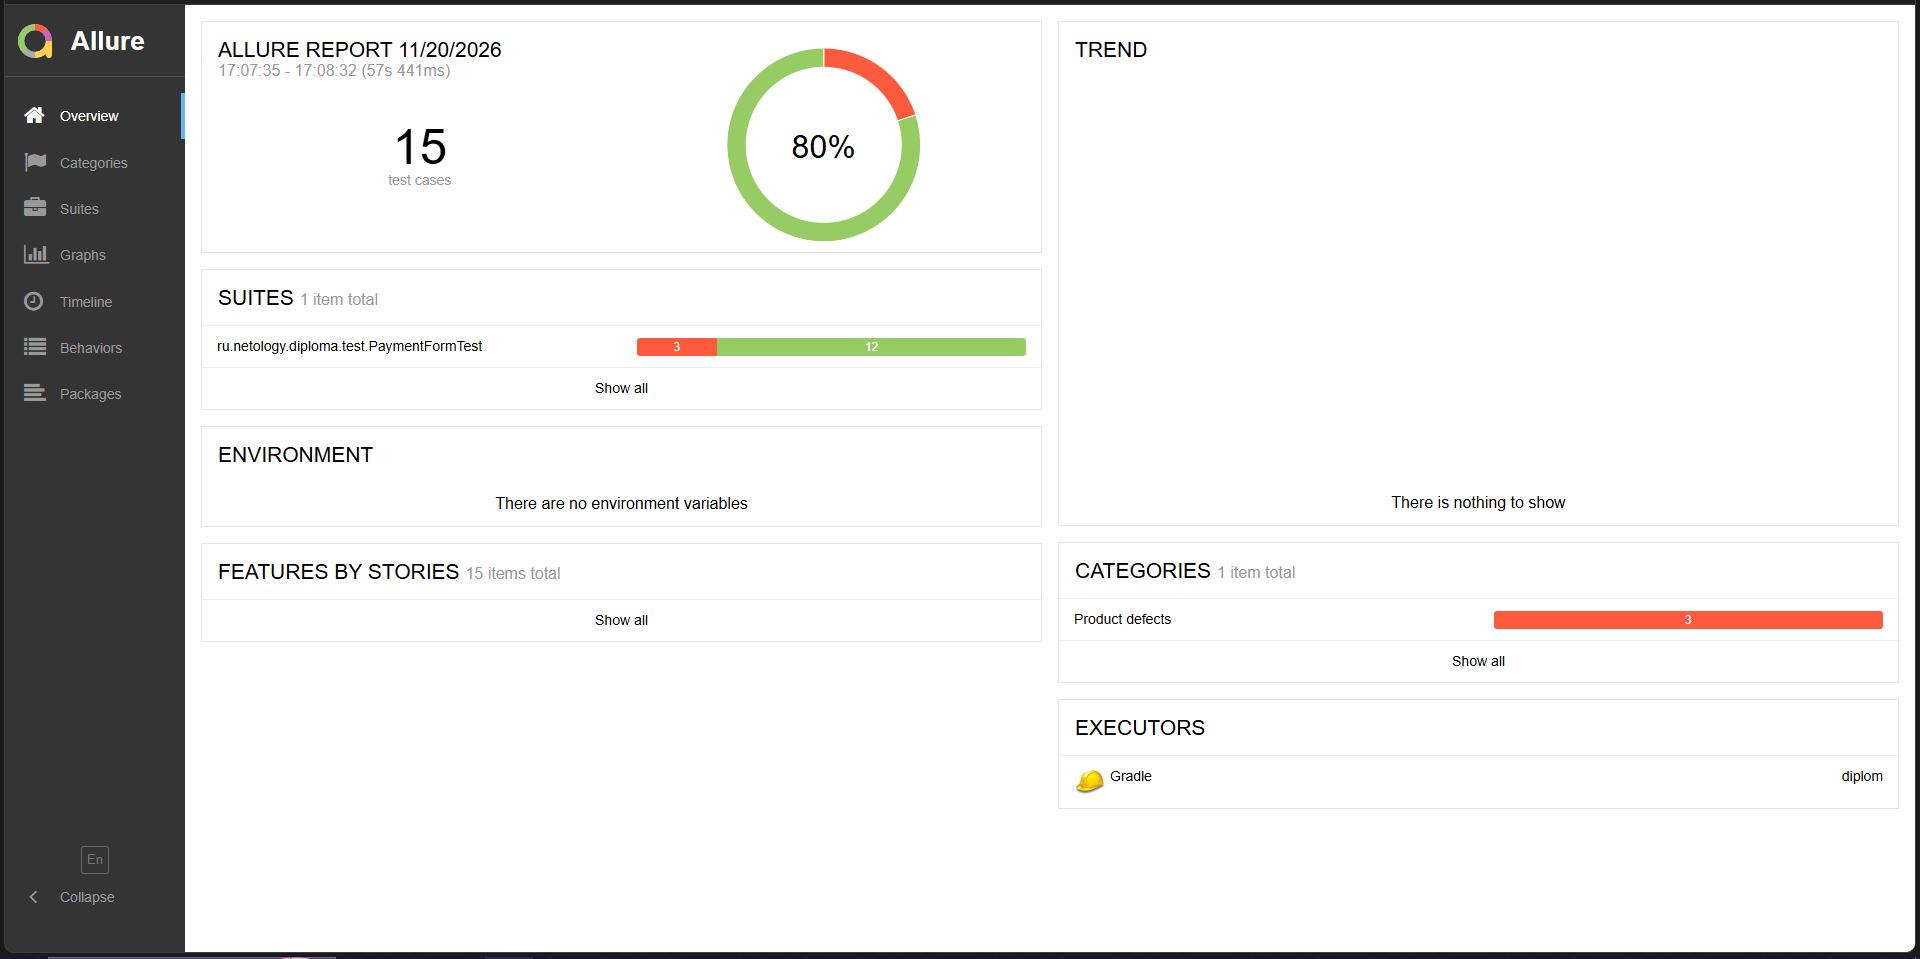 Allure
Overview
Categories
Suites
Graphs
Timeline
Behaviors
Packages
En
Collapse
ALLURE REPORT 11/20/2026
17:07:35 - 17:08:32 (57s 441ms)
15
test cases
80%
SUITES 1 item total
ru.netology.diploma.test.PaymentFormTest 3 12
Show all
ENVIRONMENT
There are no environment variables
FEATURES BY STORIES 15 items total
Show all
TREND
There is nothing to show
CATEGORIES 1 item total
Product defects 3
Show all
EXECUTORS
Gradle diplom